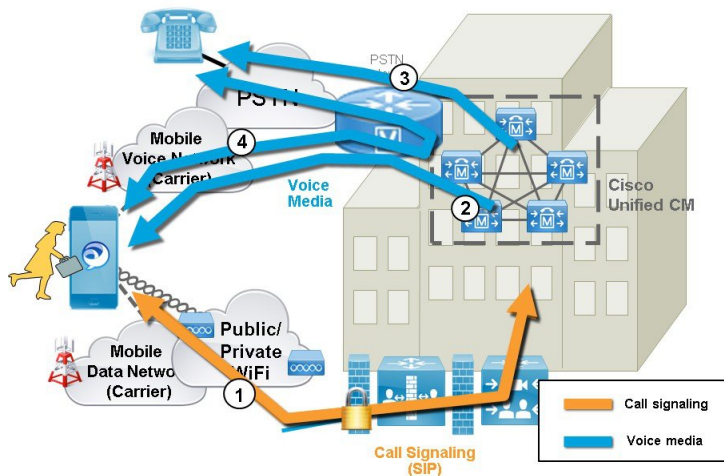 PSTN
3
PSTN
4
Mobile
Voice Network
(Carrier)
Voice
Media
M
M
M
M
M
M
2
Cisco
Unified CM
Public/
Private
WiFi
Mobile
Data Netw
(Carrier)
1
Call Signaling
(SIP)
Call signaling
Voice media